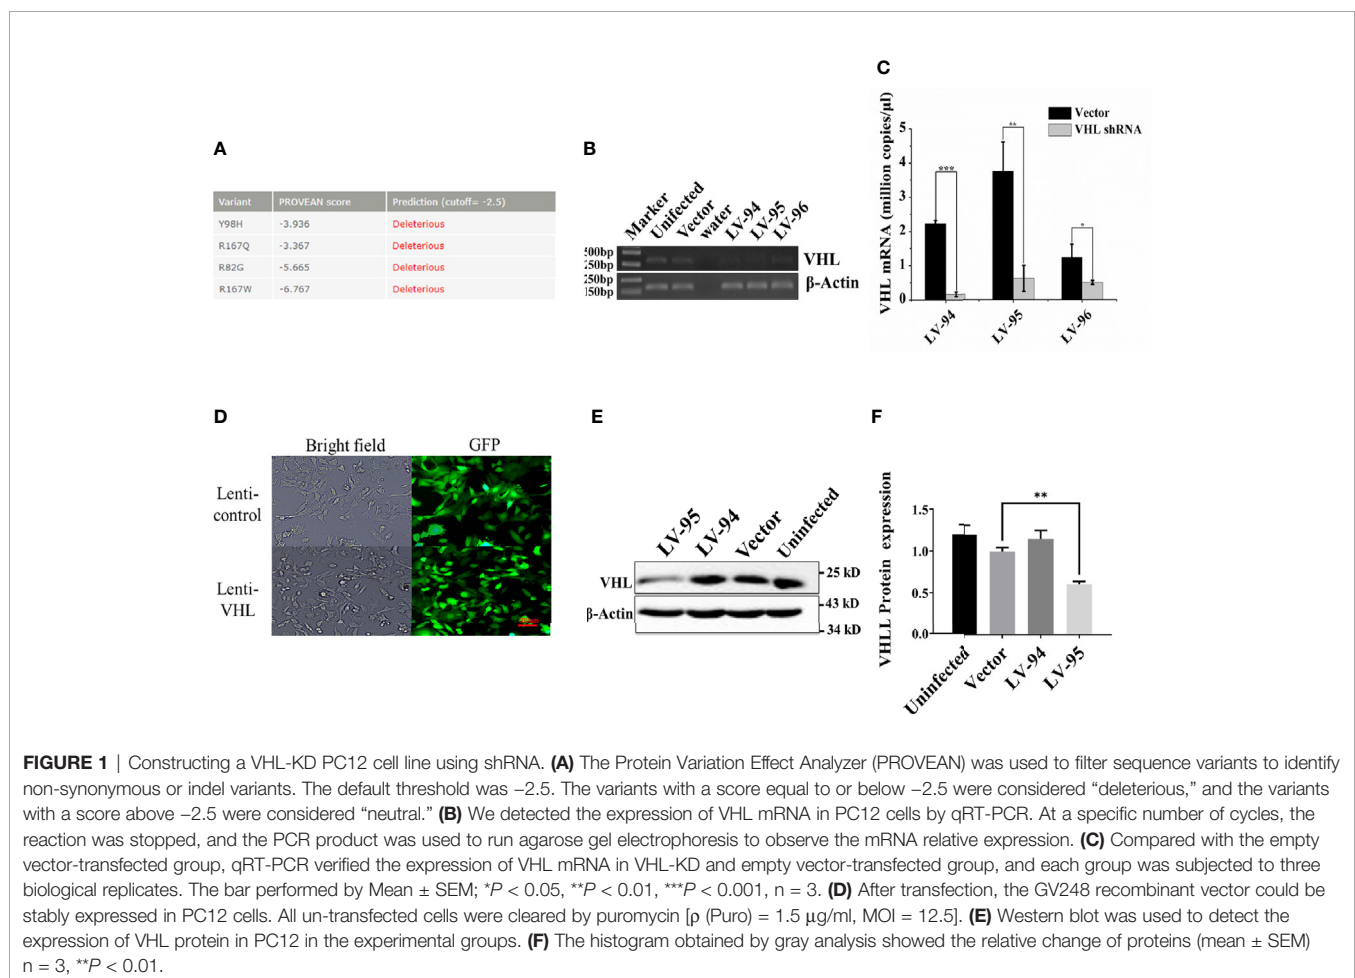 A
Variant PROVEAN score Prediction (cutoff= -2.5)
Y98H -3.936 Deleterious
R167Q -3.367 Deleterious
R82G -5.665 Deleterious
R167W -6.767 Deleterious
B
Marker Unifected Vector water LV-94 LV-95 LV-96
500bp
250bp
VHL
250bp
150bp
β-Actin
C
Vector
VHL shRNA
VHL mRNA (million copies/μl)
5
4
3
2
1
0
***
**
*
LV-94 LV-95 LV-96
D
Bright field GFP
Lenti-
control
Lenti-
VHL
E
LV-95 LV-94 Vector Uninfected
VHL
25 kD
β-Actin
43 kD
34 kD
F
VHLL Protein expression
1.5
1.0
0.5
0.0
**
Uninfected Vector LV-94 LV-95
FIGURE 1 | Constructing a VHL-KD PC12 cell line using shRNA. (A) The Protein Variation Effect Analyzer (PROVEAN) was used to filter sequence variants to identify
non-synonymous or indel variants. The default threshold was −2.5. The variants with a score equal to or below −2.5 were considered “deleterious,” and the variants
with a score above −2.5 were considered “neutral.” (B) We detected the expression of VHL mRNA in PC12 cells by qRT-PCR. At a specific number of cycles, the
reaction was stopped, and the PCR product was used to run agarose gel electrophoresis to observe the mRNA relative expression. (C) Compared with the empty
vector-transfected group, qRT-PCR verified the expression of VHL mRNA in VHL-KD and empty vector-transfected group, and each group was subjected to three
biological replicates. The bar performed by Mean ± SEM; *P < 0.05, **P < 0.01, ***P < 0.001, n = 3. (D) After transfection, the GV248 recombinant vector could be
stably expressed in PC12 cells. All un-transfected cells were cleared by puromycin [ρ (Puro) = 1.5 μg/ml, MOI = 12.5]. (E) Western blot was used to detect the
expression of VHL protein in PC12 in the experimental groups. (F) The histogram obtained by gray analysis showed the relative change of proteins (mean ± SEM)
n = 3, **P < 0.01.